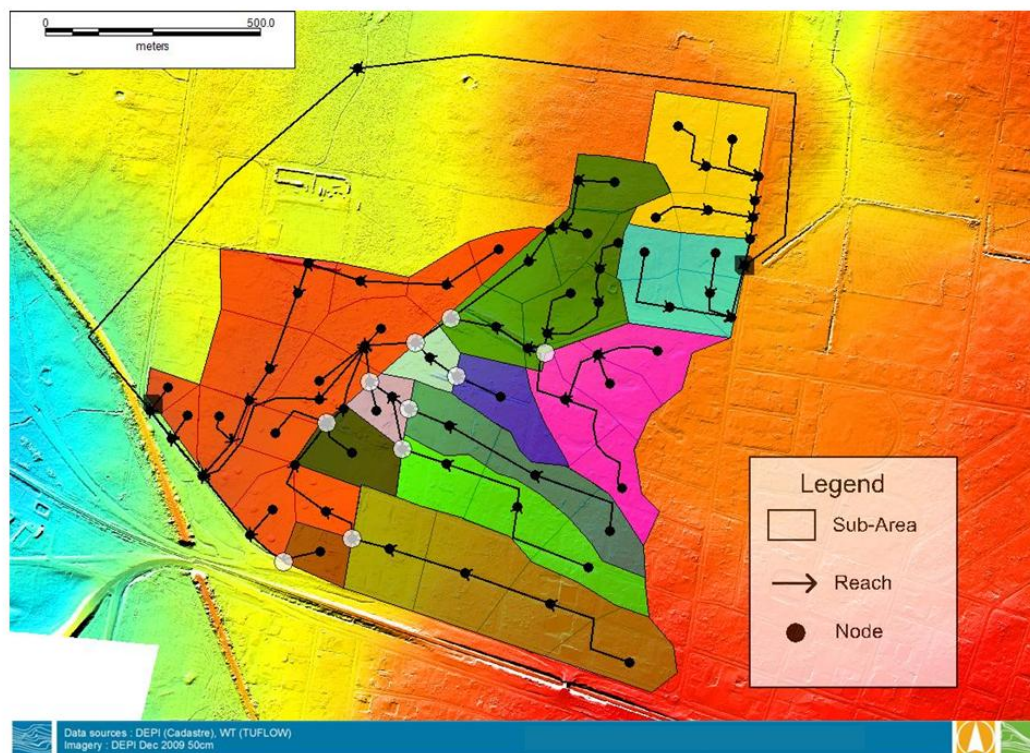 0 500.0
meters
Legend
Sub-Area
Reach
Node
Data sources : DEPI (Cadastre), WT (TUFLOW)
Imagery : DEPI Dec 2009 50cm